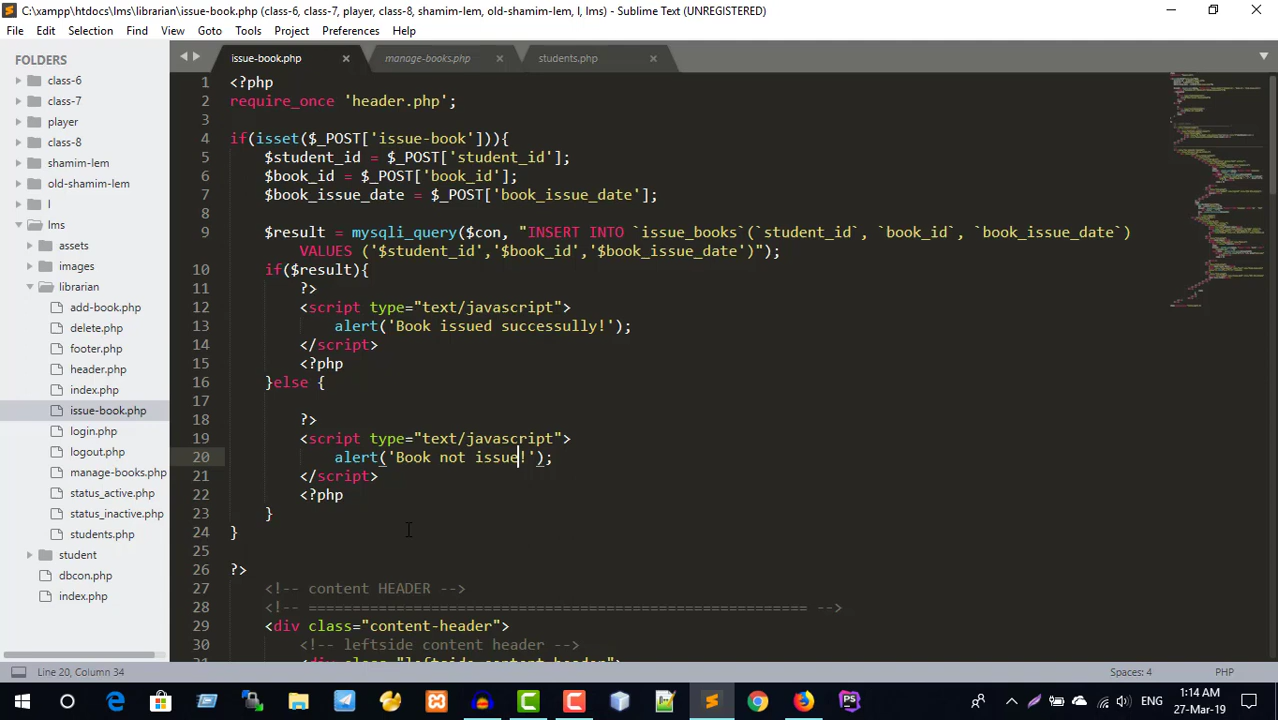 C:\xampp\htdocs\lms\librarian\issue-book.php (class-6, class-7, player, class-8, shamim-lem, old-shamim-lem, l, lms) - Sublime Text (UNREGISTERED)
File Edit Selection Find View Goto Tools Project Preferences Help
FOLDERS
class-6
class-7
player
class-8
shamim-lem
old-shamim-lem
l
lms
assets
images
librarian
add-book.php
delete.php
footer.php
header.php
index.php
issue-book.php
login.php
logout.php
manage-books.php
status_active.php
status_inactive.php
students.php
student
dbcon.php
index.php
issue-book.php manage-books.php students.php
1 <?php
2 require_once 'header.php';
3
4 if(isset($_POST['issue-book'])){
5 $student_id = $_POST['student_id'];
6 $book_id = $_POST['book_id'];
7 $book_issue_date = $_POST['book_issue_date'];
8
9 $result = mysqli_query($con, "INSERT INTO `issue_books`(`student_id`, `book_id`, `book_issue_date`)
VALUES ('$student_id','$book_id','$book_issue_date')");
10 if($result){
11 ?>
12 <script type="text/javascript">
13 alert('Book issued successully!');
14 </script>
15 <?php
16 }else {
17
18 ?>
19 <script type="text/javascript">
20 alert('Book not issue!');
21 </script>
22 <?php
23 }
24 }
25
26 ?>
27 <!-- content HEADER -->
28 <!-- ========================================================= -->
29 <div class="content-header">
30 <!-- leftside content header -->
31 <div class="leftside-content-header">
Line 20, Column 34 Spaces: 4 PHP
ENG
1:14 AM
27-Mar-19